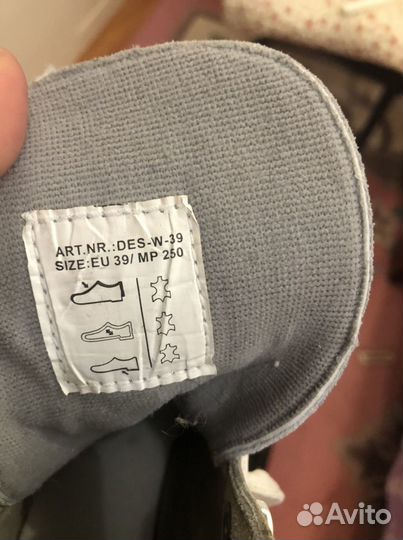 ART.NR.:DES-W-39
SIZE:EU 39/ MP 250
Avito